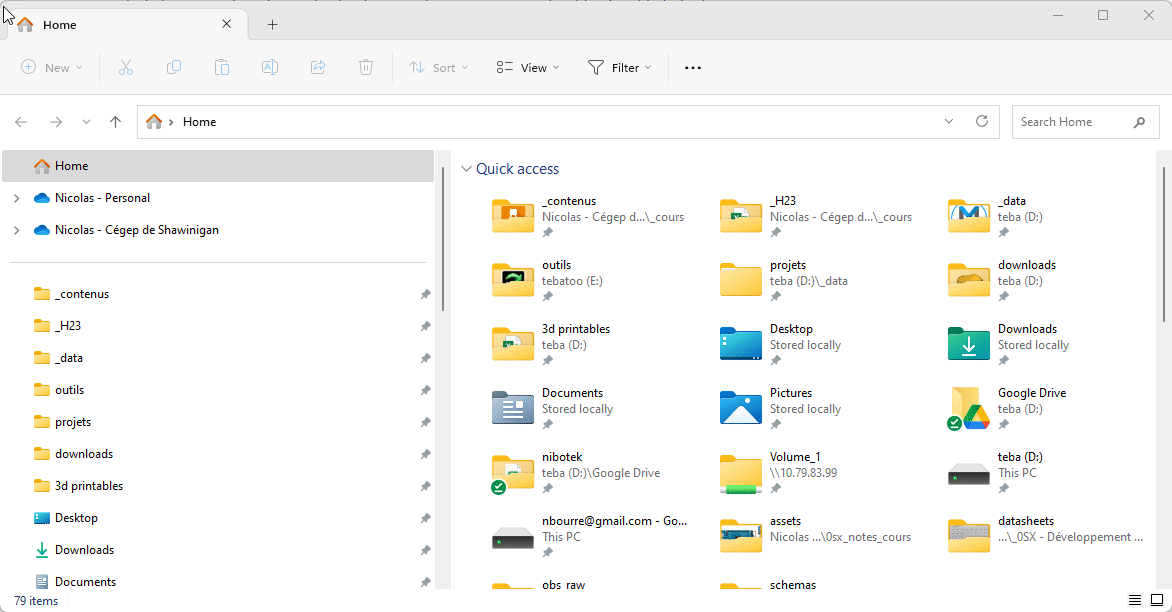 Home
New
Sort
View
Filter
Home
Search Home
Home
Nicolas - Personal
Nicolas - Cégep de Shawinigan
_contenus
_H23
_data
outils
projets
downloads
3d printables
Desktop
Downloads
Documents
Quick access
_contenus
Nicolas - Cégep d...\_cours
_H23
Nicolas - Cégep d...\_cours
_data
teba (D:)
outils
tebatoo (E:)
projets
teba (D:)\_data
downloads
teba (D:)
3d printables
teba (D:)
Desktop
Stored locally
Downloads
Stored locally
Documents
Stored locally
Pictures
Stored locally
Google Drive
teba (D:)
nibotek
teba (D:)\Google Drive
Volume_1
\\10.79.83.99
teba (D:)
This PC
nbourre@gmail.com - Go...
This PC
assets
Nicolas ...\0sx_notes_cours
datasheets
...\_0SX - Développement ...
obs_raw
schemas
79 items